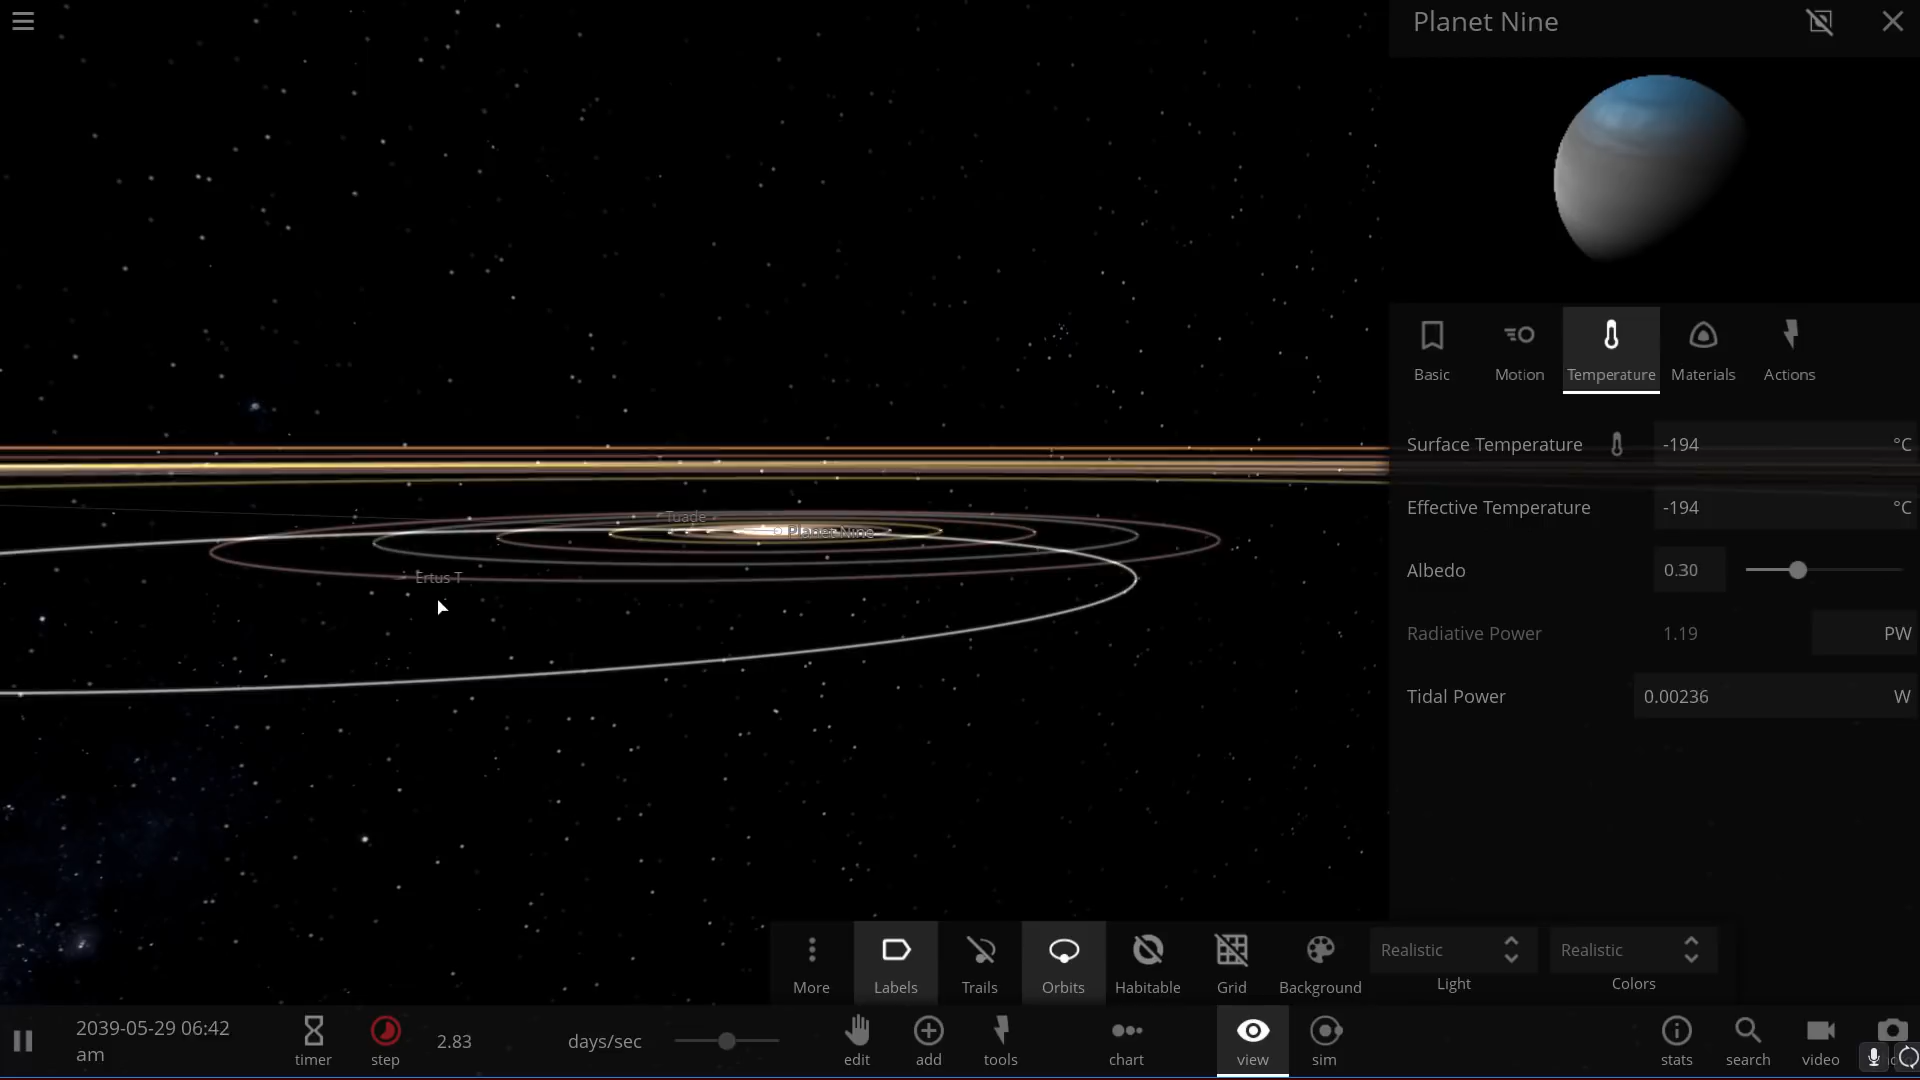 Planet Nine
Basic
Motion
Temperature
Materials
Actions
Surface Temperature -194 °C
Effective Temperature -194 °C
Albedo 0.30
Radiative Power 1.19 PW
Tidal Power 0.00236 W
Tuade
Planet Nine
Ertus T
More
Labels
Trails
Orbits
Habitable
Grid
Background
Realistic
Light
Realistic
Colors
2039-05-29 06:42
am
timer
step
2.83 days/sec
edit
add
tools
chart
view
sim
stats
search
video